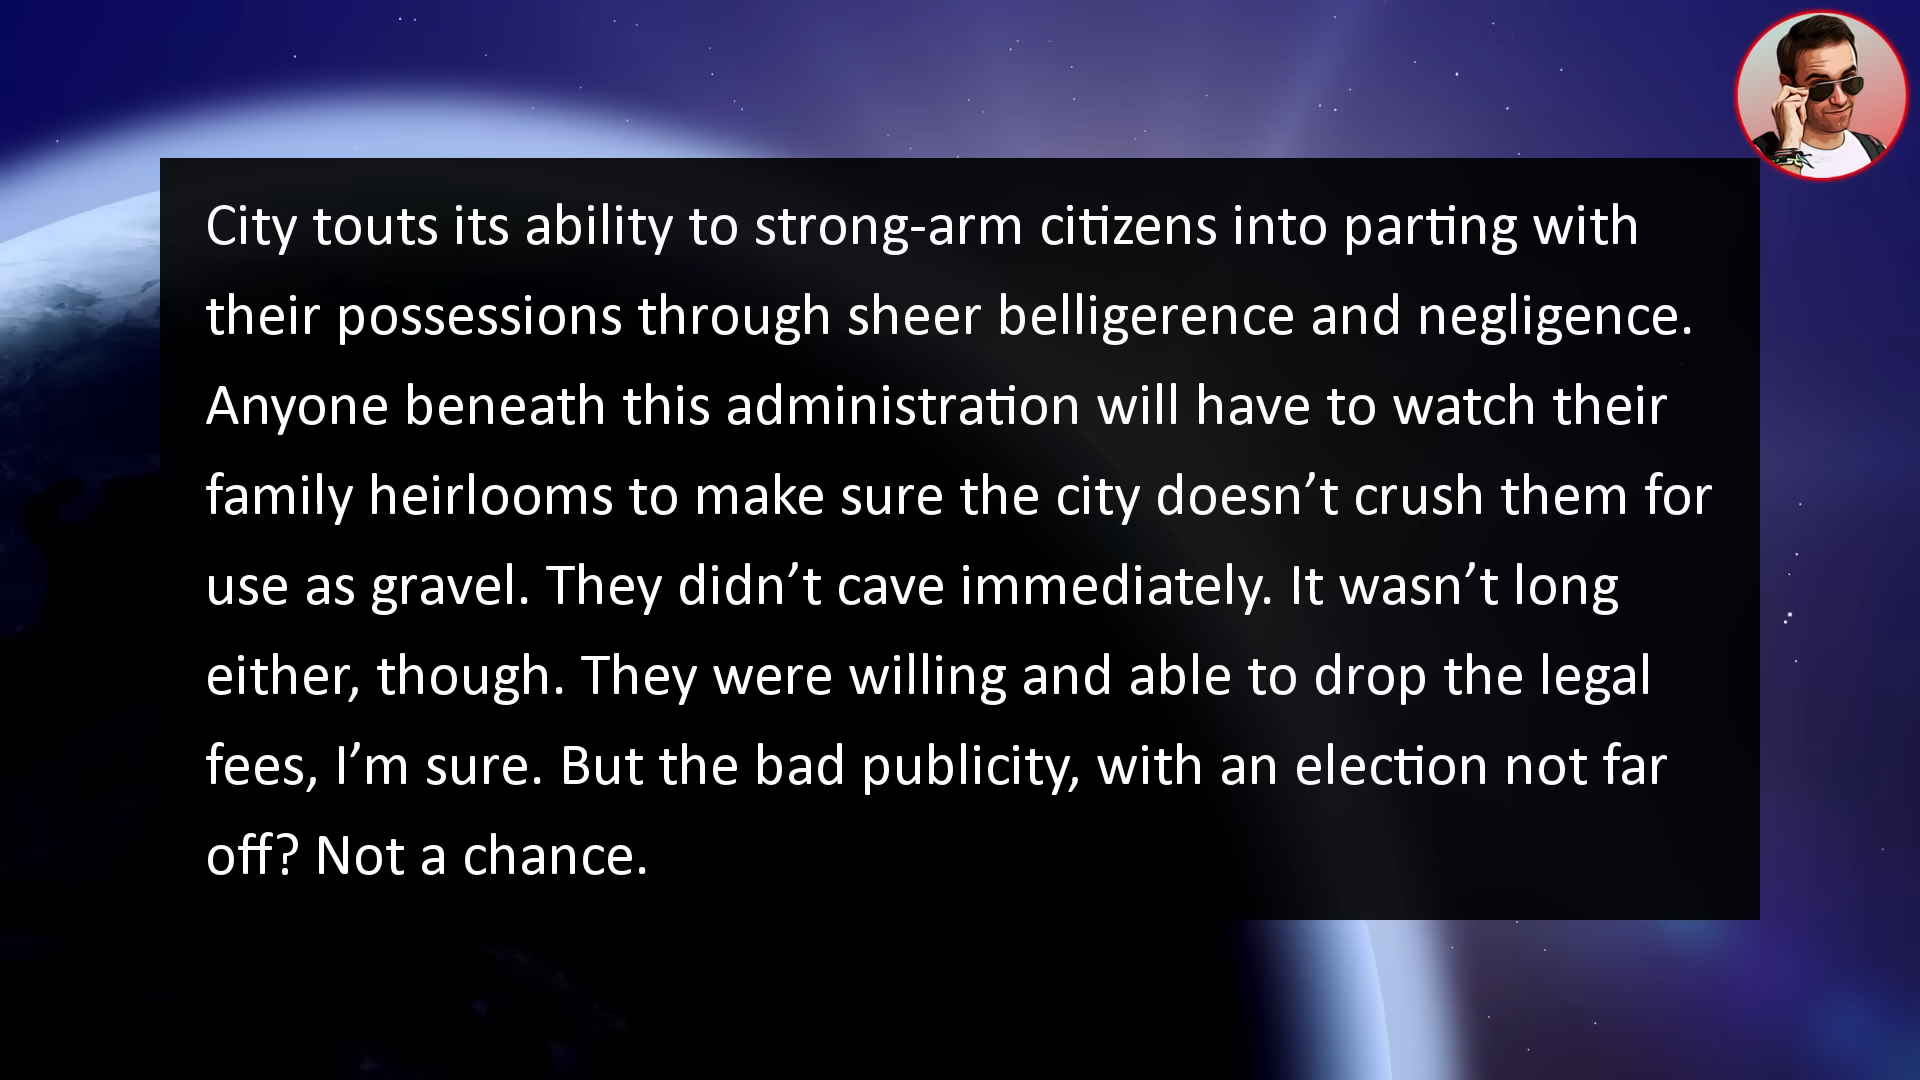 City touts its ability to strong-arm citizens into parting with
their possessions through sheer belligerence and negligence.
Anyone beneath this administration will have to watch their
family heirlooms to make sure the city doesn’t crush them for
use as gravel. They didn’t cave immediately. It wasn’t long
either, though. They were willing and able to drop the legal
fees, I’m sure. But the bad publicity, with an election not far
off? Not a chance.